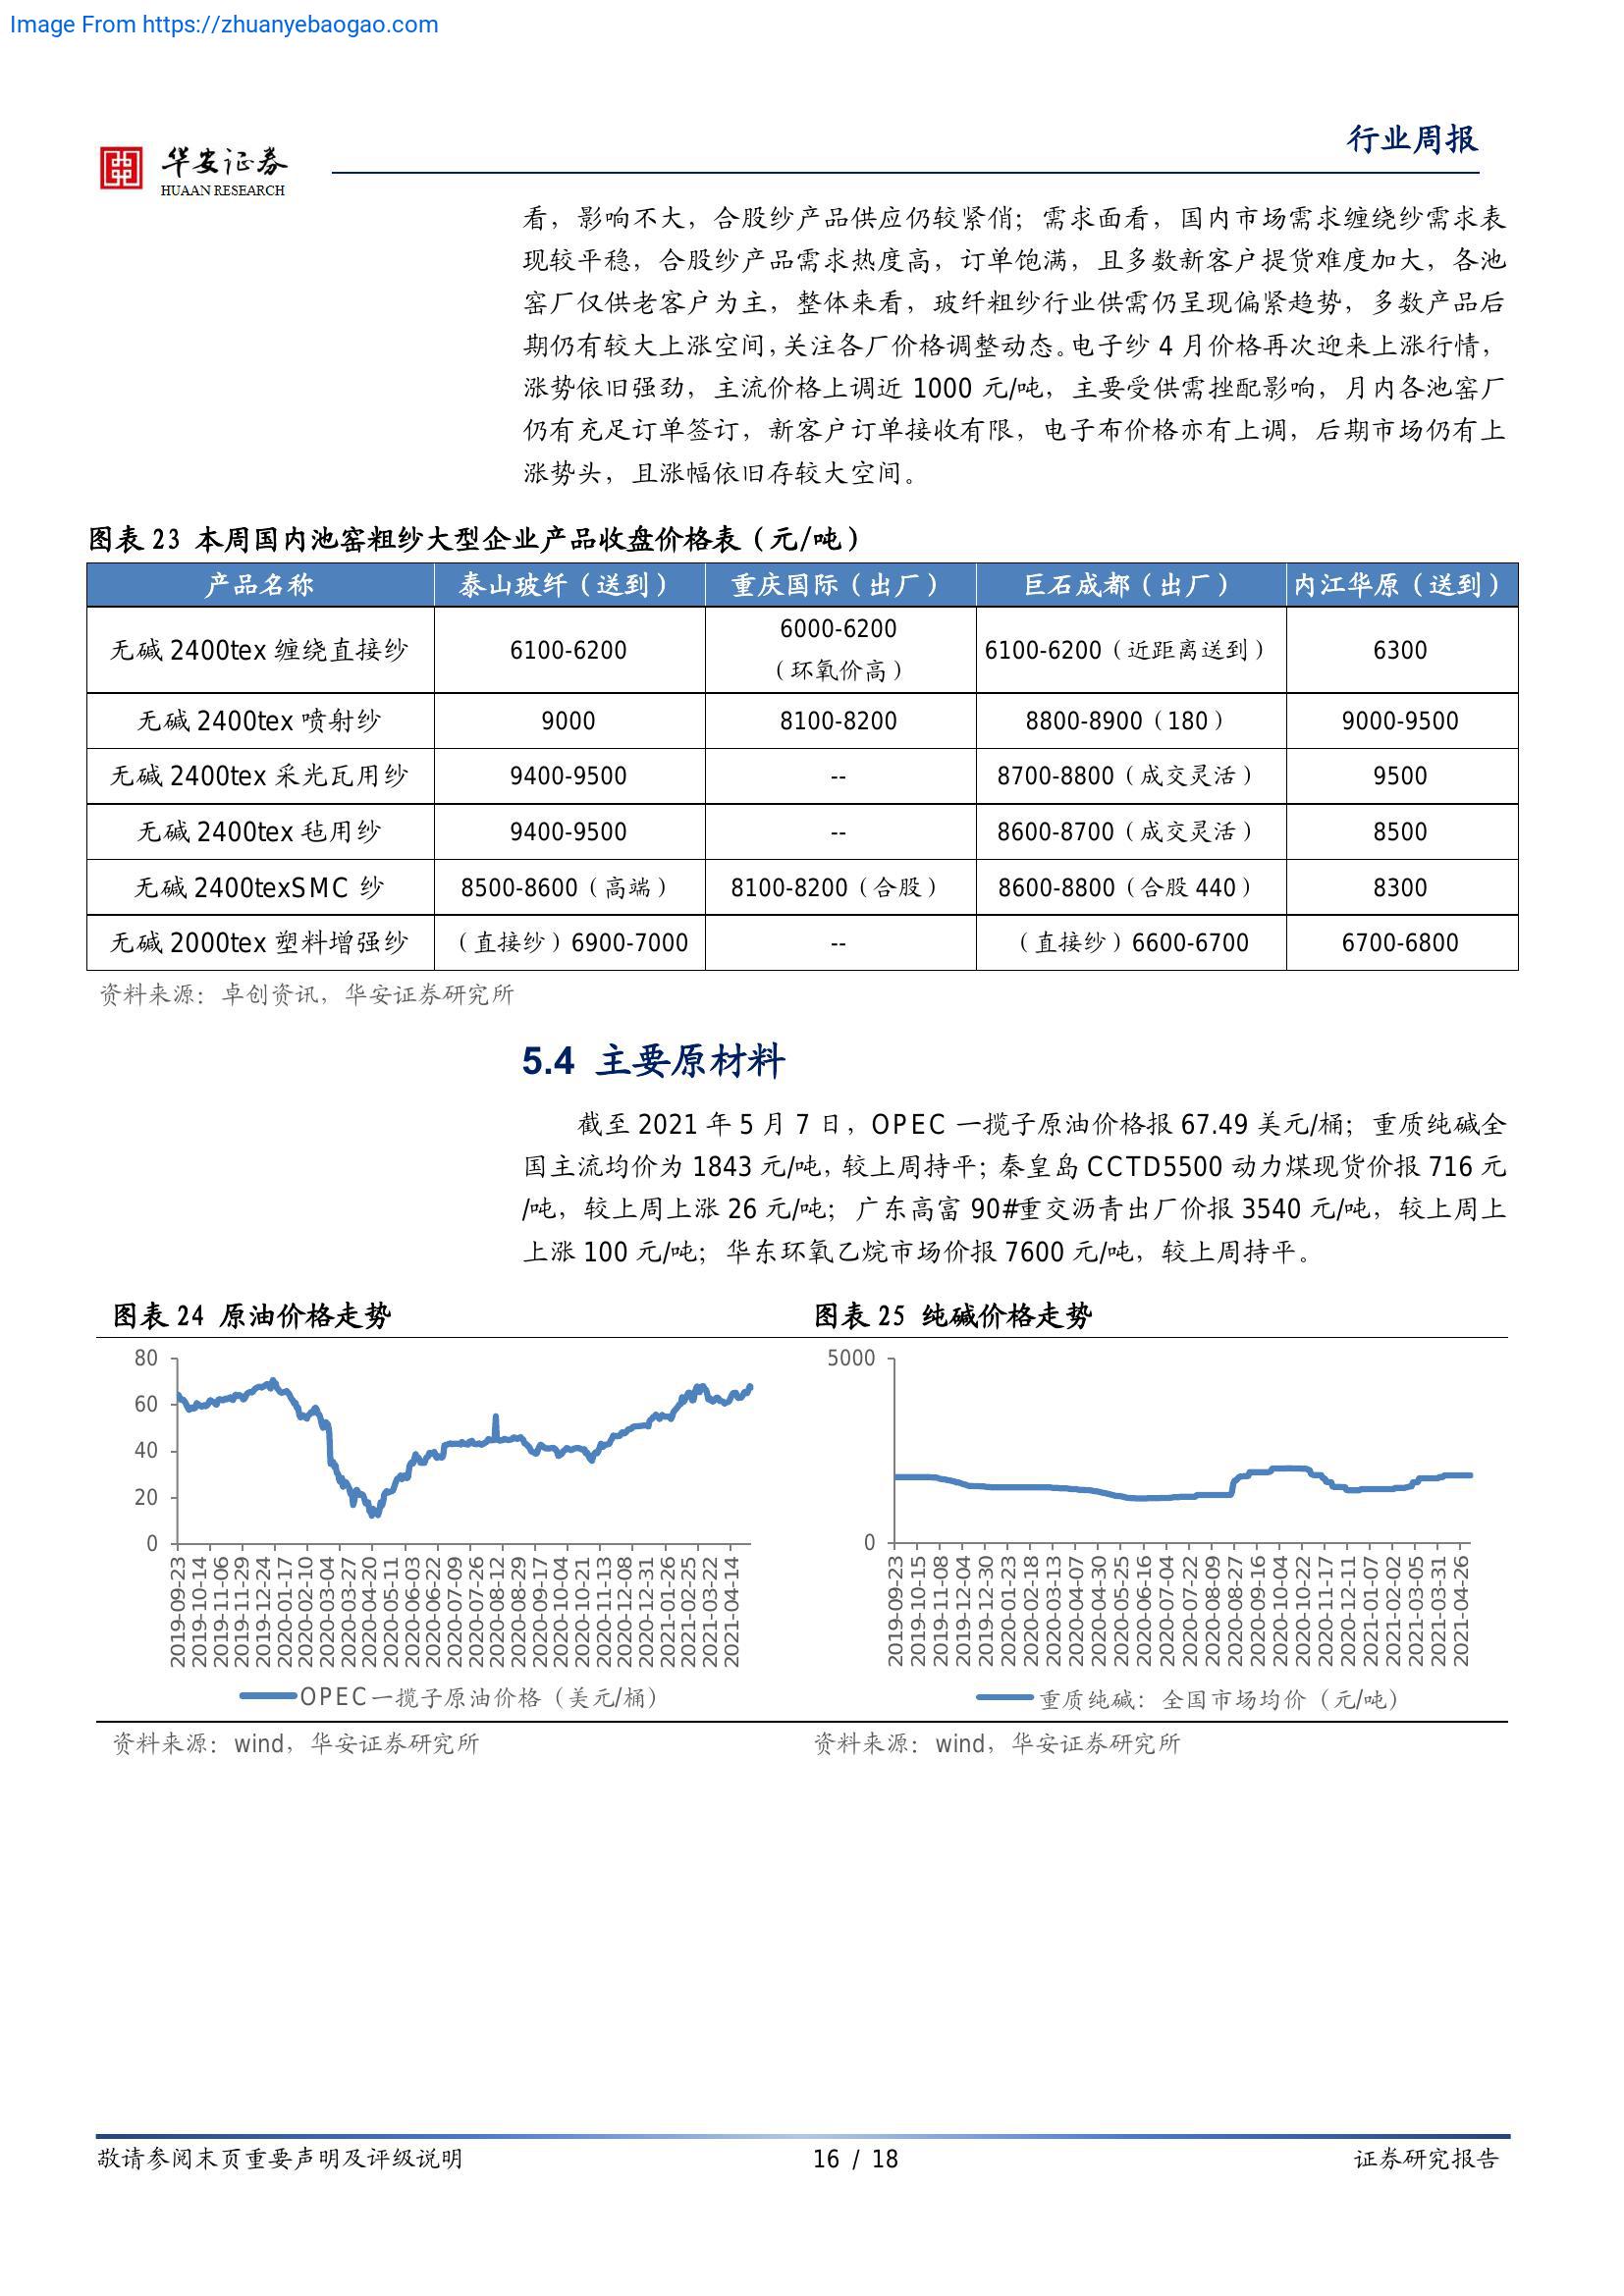 Image From https://zhuanyebaogao.com
华安证券
HUAAN RESEARCH
行业周报
看，影响不大，合股纱产品供应仍较紧俏；需求面看，国内市场需求缠绕纱需求表
现较平稳，合股纱产品需求热度高，订单饱满，且多数新客户提货难度加大，各池
窑厂仅供老客户为主，整体来看，玻纤粗纱行业供需仍呈现偏紧趋势，多数产品后
期仍有较大上涨空间，关注各厂价格调整动态。电子纱 4 月价格再次迎来上涨行情，
涨势依旧强劲，主流价格上调近 1000 元/吨，主要受供需挫配影响，月内各池窑厂
仍有充足订单签订，新客户订单接收有限，电子布价格亦有上调，后期市场仍有上
涨势头，且涨幅依旧存较大空间。
图表 23 本周国内池窑粗纱大型企业产品收盘价格表（元/吨）
产品名称 泰山玻纤（送到） 重庆国际（出厂） 巨石成都（出厂） 内江华原（送到）
无碱 2400tex 缠绕直接纱 6100-6200 6000-6200（环氧价高） 6100-6200（近距离送到） 6300
无碱 2400tex 喷射纱 9000 8100-8200 8800-8900（180） 9000-9500
无碱 2400tex 采光瓦用纱 9400-9500 -- 8700-8800（成交灵活） 9500
无碱 2400tex 毡用纱 9400-9500 -- 8600-8700（成交灵活） 8500
无碱 2400texSMC 纱 8500-8600（高端） 8100-8200（合股） 8600-8800（合股 440） 8300
无碱 2000tex 塑料增强纱 （直接纱）6900-7000 -- （直接纱）6600-6700 6700-6800
资料来源：卓创资讯，华安证券研究所
5.4 主要原材料
截至 2021 年 5 月 7 日，OPEC 一揽子原油价格报 67.49 美元/桶；重质纯碱全
国主流均价为 1843 元/吨，较上周持平；秦皇岛 CCTD5500 动力煤现货价报 716 元
/吨，较上周上涨 26 元/吨；广东高富 90#重交沥青出厂价报 3540 元/吨，较上周上
上涨 100 元/吨；华东环氧乙烷市场价报 7600 元/吨，较上周持平。
图表 24 原油价格走势
80
60
40
20
0
2019-09-23
2019-10-14
2019-11-06
2019-11-29
2019-12-24
2020-01-17
2020-02-10
2020-03-04
2020-03-27
2020-04-20
2020-05-11
2020-06-03
2020-06-22
2020-07-09
2020-07-26
2020-08-12
2020-08-29
2020-09-17
2020-10-04
2020-10-21
2020-11-13
2020-12-08
2020-12-31
2021-01-26
2021-02-25
2021-03-22
2021-04-14
OPEC一揽子原油价格（美元/桶）
资料来源：wind，华安证券研究所
图表 25 纯碱价格走势
5000
0
2019-09-23
2019-10-15
2019-11-08
2019-12-04
2019-12-30
2020-01-23
2020-02-18
2020-03-13
2020-04-07
2020-04-30
2020-05-25
2020-06-16
2020-07-04
2020-07-22
2020-08-09
2020-08-27
2020-09-16
2020-10-04
2020-10-22
2020-11-17
2020-12-11
2021-01-07
2021-02-02
2021-03-05
2021-03-31
2021-04-26
重质纯碱：全国市场均价（元/吨）
资料来源：wind，华安证券研究所
敬请参阅末页重要声明及评级说明
16 / 18
证券研究报告